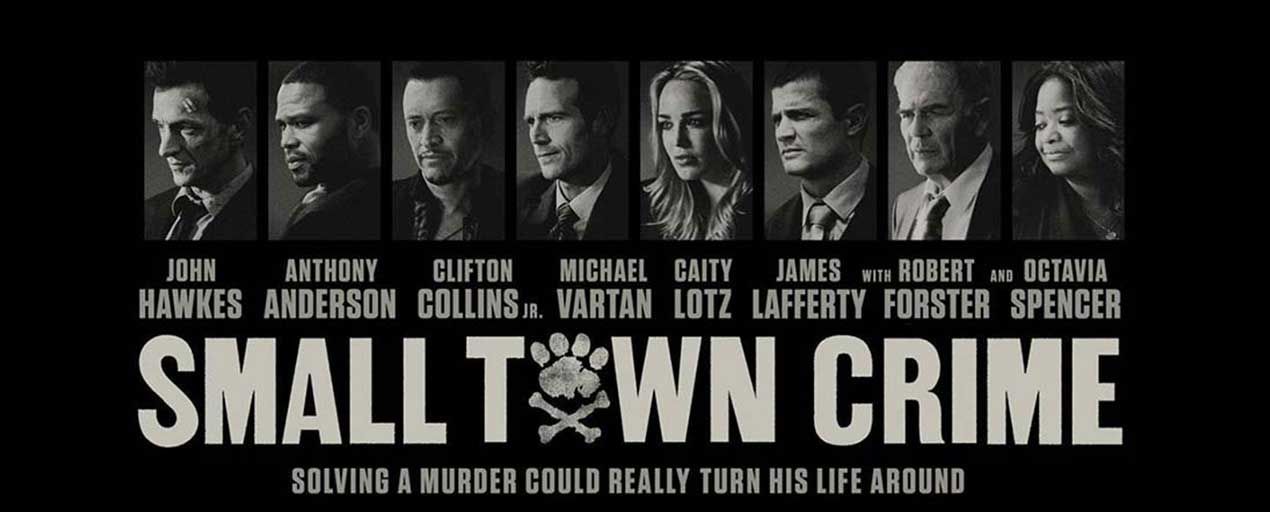 JOHN ANTHONY CLIFTON MICHAEL CAITY JAMES WITH ROBERT AND OCTAVIA
HAWKES ANDERSON COLLINS JR. VARTAN LOTZ LAFFERTY FORSTER SPENCER
SMALL TOWN CRIME
SOLVING A MURDER COULD REALLY TURN HIS LIFE AROUND